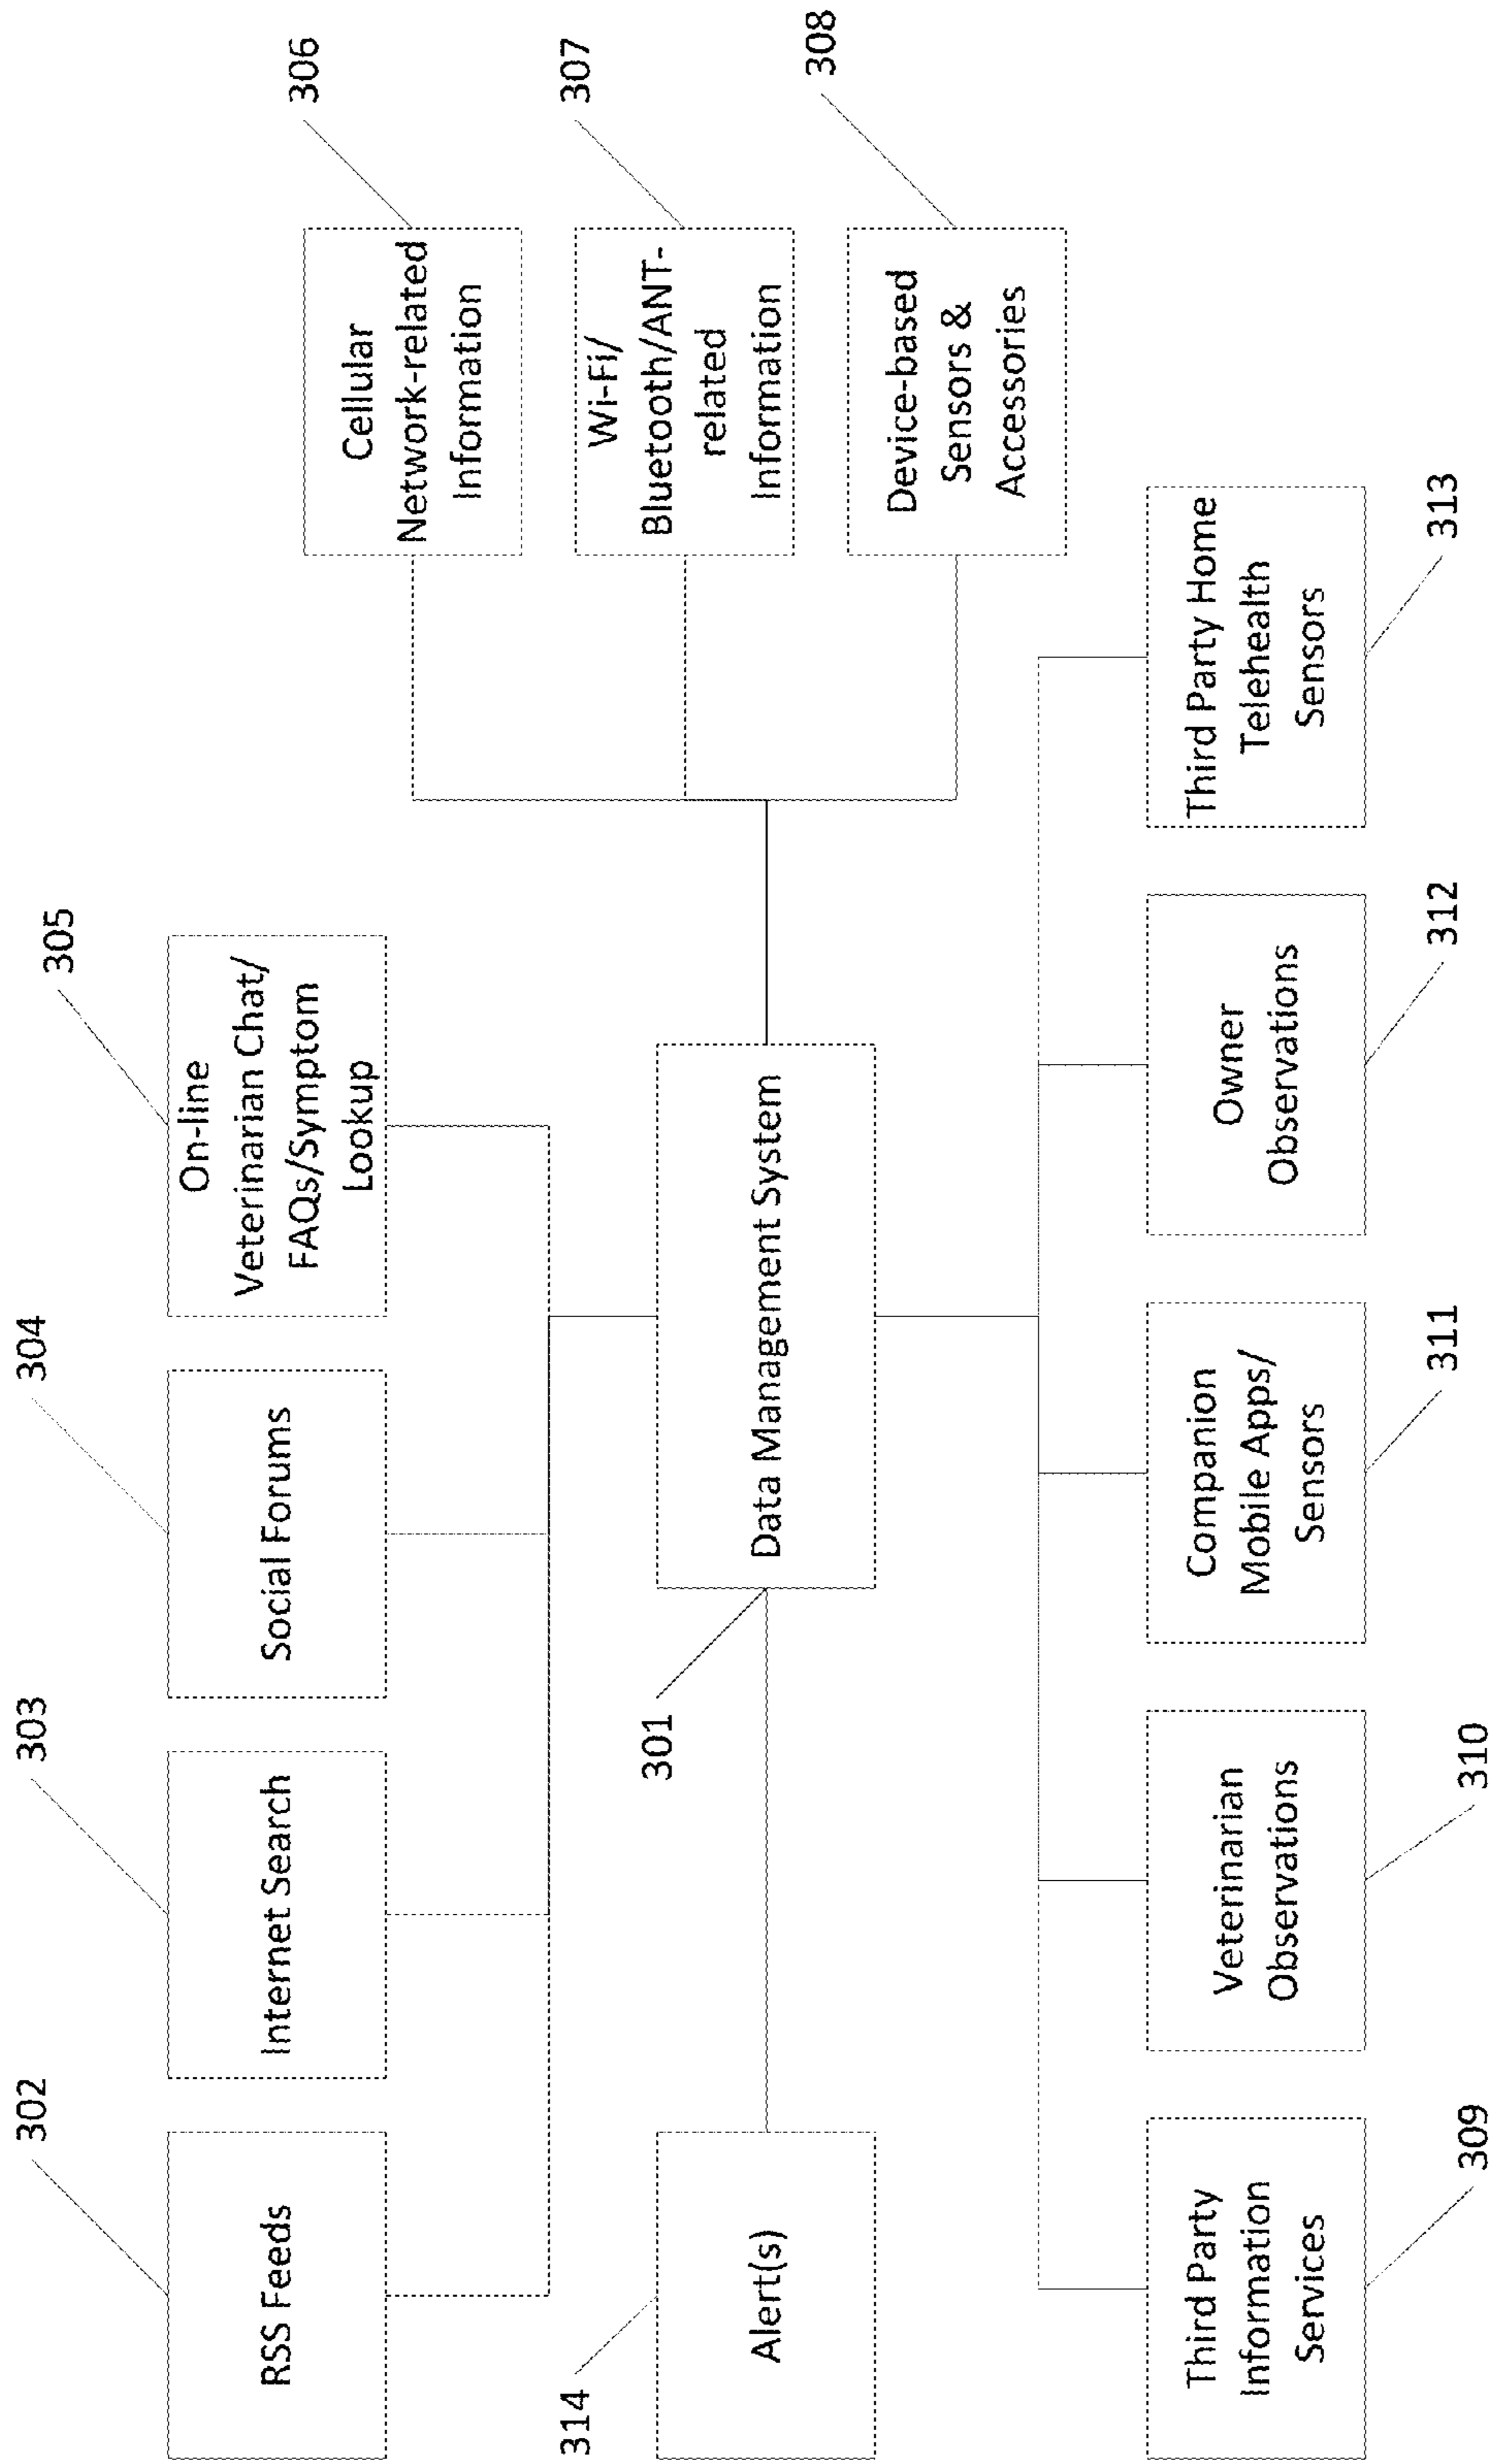 302
303
304
305
RSS Feeds
Internet Search
Social Forums
On-line
Veterinarian Chat/
FAQs/Symptom
Lookup
306
Cellular
Network-related
Information
307
Wi-Fi/
Bluetooth/ANT-
related
Information
308
Device-based
Sensors &
Accessories
314
Alert(s)
301
Data Management System
Third Party
Information
Services
Veterinarian
Observations
Companion
Mobile Apps/
Sensors
Owner
Observations
Third Party Home
Telehealth
Sensors
309
310
311
312
313